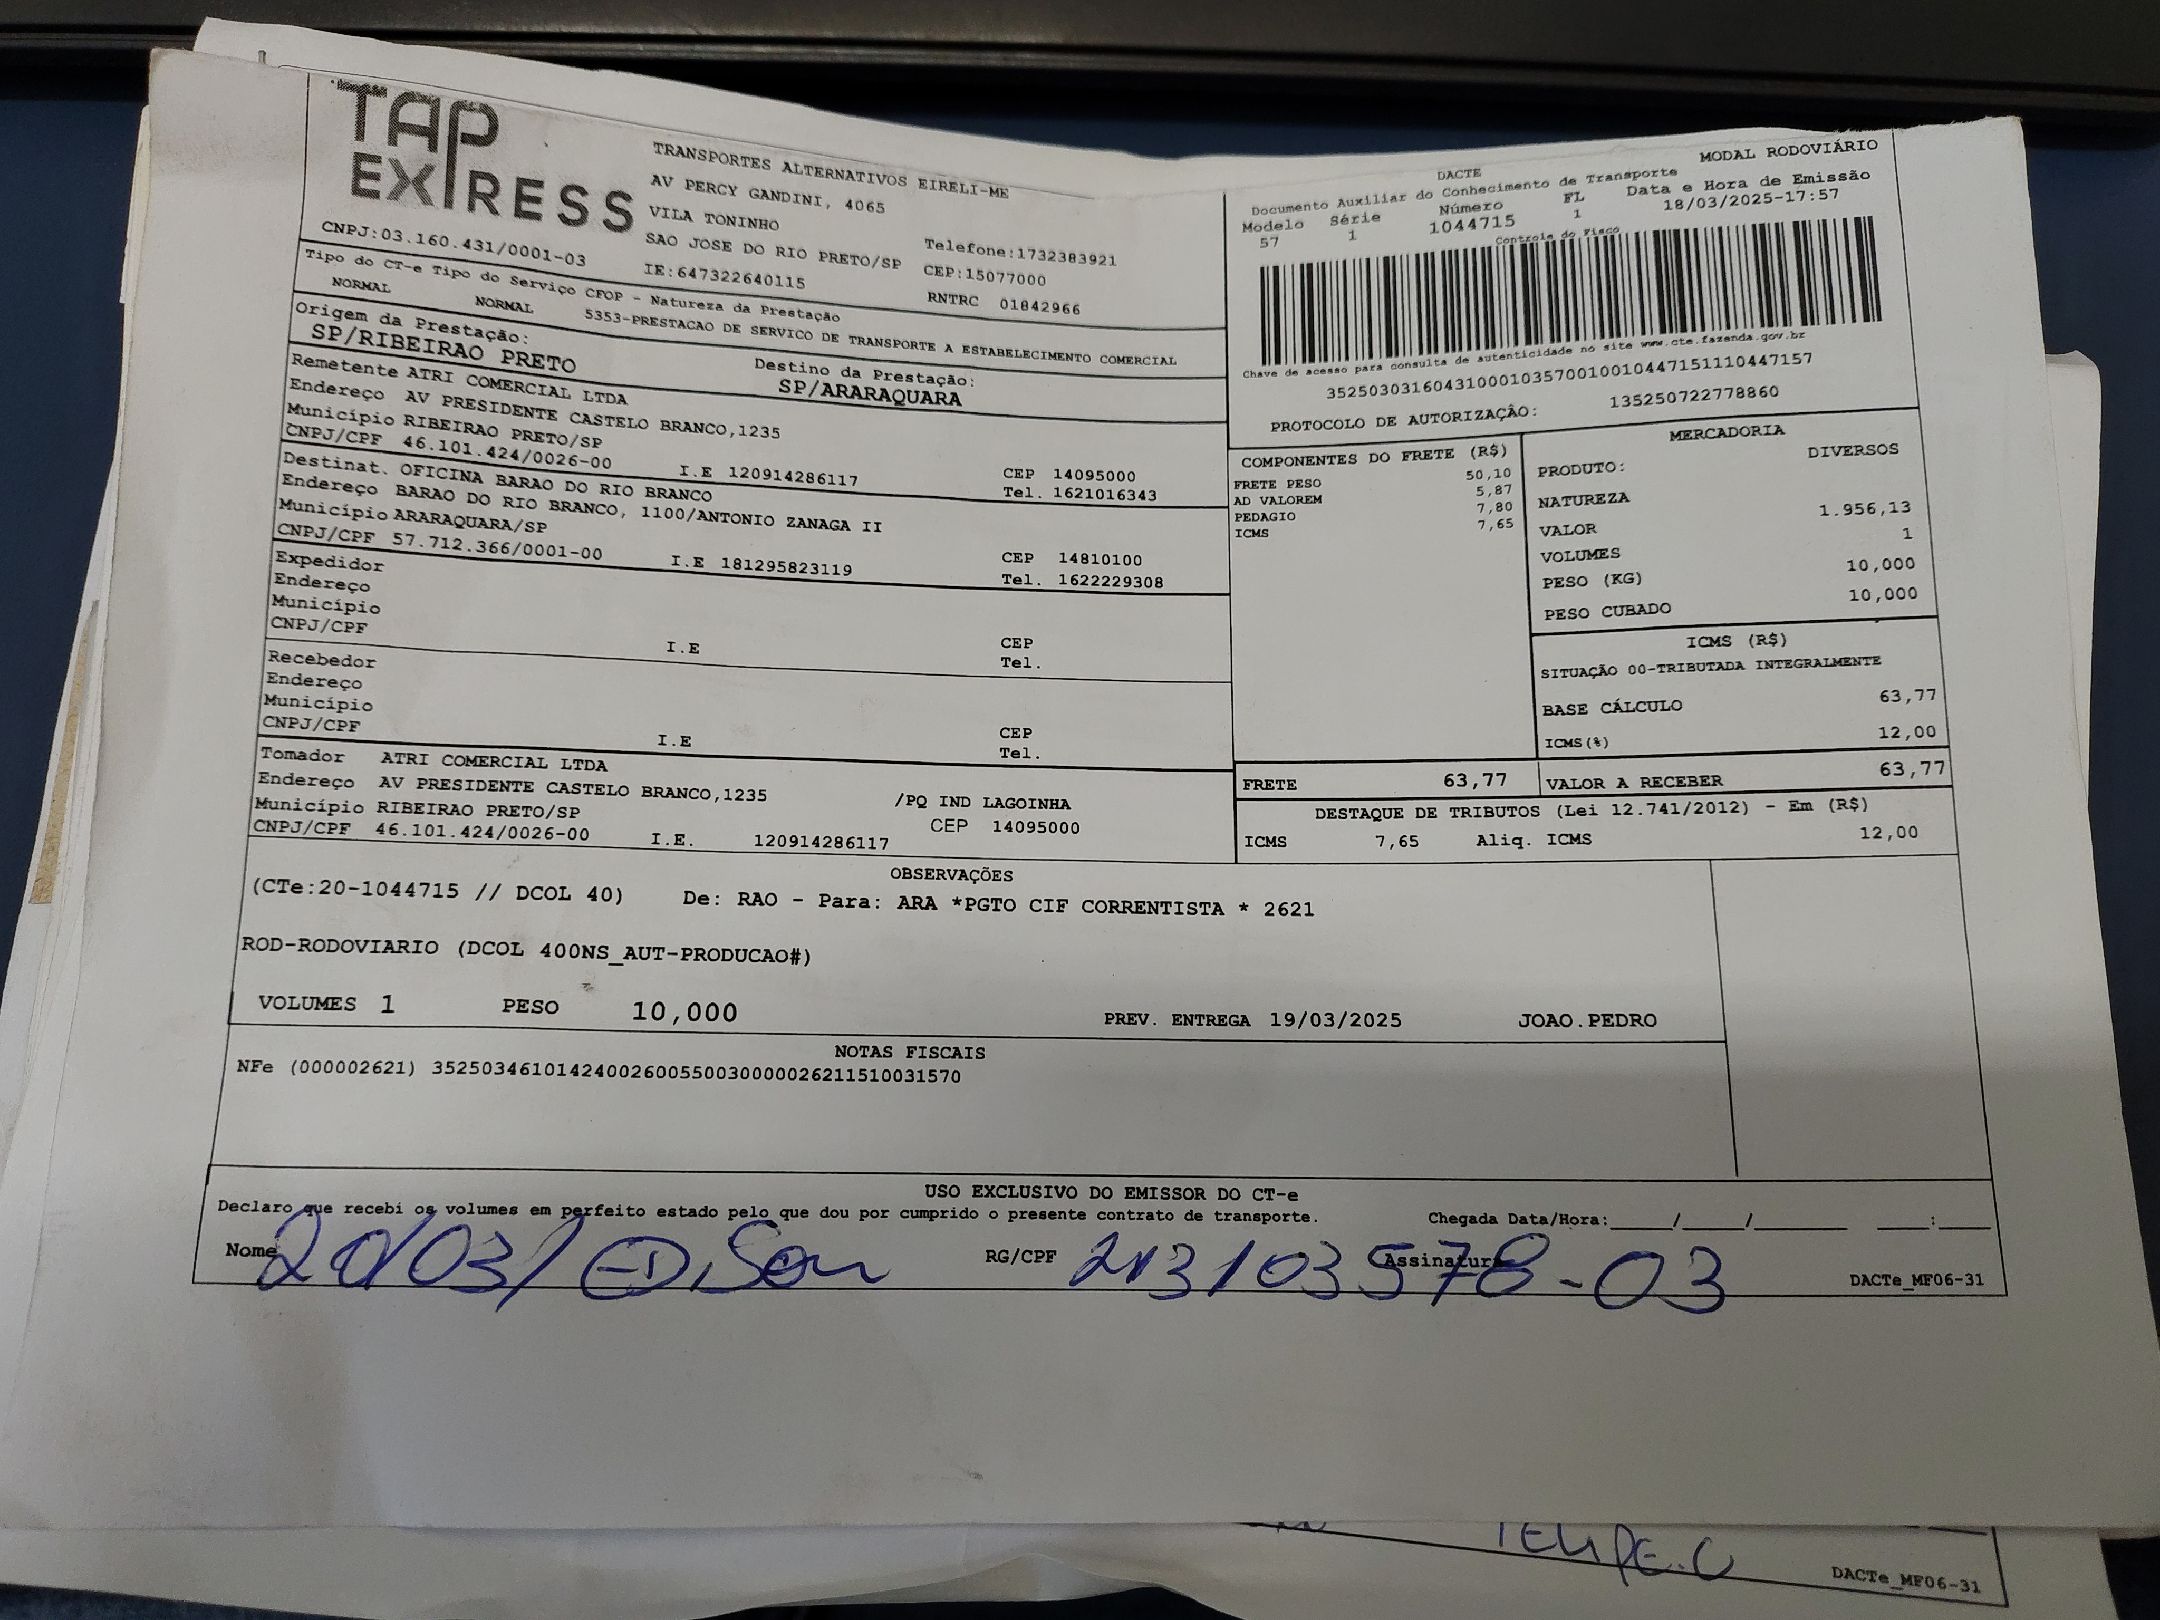 TAP
EXPRESS
TRANSPORTES ALTERNATIVOS EIRELI-ME
AV PERCY GANDINI, 4065
VILA TONINHO
SAO JOSE DO RIO PRETO/SP
Telefone:1732383921
CNPJ:03.160.431/0001-03
IE:647322640115
CEP:15077000
RNTRC 01842966
Tipo do CT-e Tipo do Serviço CFOP - Natureza da Prestação
NORMAL NORMAL 5353-PRESTACAO DE SERVICO DE TRANSPORTE A ESTABELECIMENTO COMERCIAL
Origem da Prestação:
SP/RIBEIRAO PRETO
Destino da Prestação:
SP/ARARAQUARA
Remetente ATRI COMERCIAL LTDA
Endereço AV PRESIDENTE CASTELO BRANCO,1235
Município RIBEIRAO PRETO/SP CEP 14095000
CNPJ/CPF 46.101.424/0026-00 I.E 120914286117 Tel. 1621016343
Destinat. OFICINA BARAO DO RIO BRANCO
Endereço BARAO DO RIO BRANCO, 1100/ANTONIO ZANAGA II
Município ARARAQUARA/SP CEP 14810100
CNPJ/CPF 57.712.366/0001-00 I.E 181295823119 Tel. 1622229308
Expedidor
Endereço
Município CEP
CNPJ/CPF I.E Tel.
Recebedor
Endereço
Município CEP
CNPJ/CPF I.E Tel.
Tomador ATRI COMERCIAL LTDA
Endereço AV PRESIDENTE CASTELO BRANCO,1235 /PQ IND LAGOINHA
Município RIBEIRAO PRETO/SP CEP 14095000
CNPJ/CPF 46.101.424/0026-00 I.E. 120914286117
DACTE MODAL RODOVIÁRIO
Documento Auxiliar do Conhecimento de Transporte
Modelo Série Número FL Data e Hora de Emissão
57 1 1044715 1 18/03/2025-17:57
Controle do Fisco
Chave de acesso para consulta de autenticidade no site www.cte.fazenda.gov.br
35250303160431000103570010010447151110447157
PROTOCOLO DE AUTORIZAÇÃO: 135250722778860
COMPONENTES DO FRETE (R$)
FRETE PESO 50,10
AD VALOREM 5,87
PEDAGIO 7,80
ICMS 7,65
MERCADORIA
PRODUTO: DIVERSOS
NATUREZA
VALOR 1.956,13
VOLUMES 1
PESO (KG) 10,000
PESO CUBADO 10,000
ICMS (R$)
SITUAÇÃO 00-TRIBUTADA INTEGRALMENTE
BASE CÁLCULO 63,77
ICMS(%) 12,00
FRETE 63,77 VALOR A RECEBER 63,77
DESTAQUE DE TRIBUTOS (Lei 12.741/2012) - Em (R$)
ICMS 7,65 Aliq. ICMS 12,00
OBSERVAÇÕES
(CTe:20-1044715 // DCOL 40) De: RAO - Para: ARA *PGTO CIF CORRENTISTA * 2621
ROD-RODOVIARIO (DCOL 400NS_AUT-PRODUCAO#)
VOLUMES 1 PESO 10,000 PREV. ENTREGA 19/03/2025 JOAO.PEDRO
NOTAS FISCAIS
NFe (000002621) 35250346101424002600550030000026211510031570
USO EXCLUSIVO DO EMISSOR DO CT-e
Declaro que recebi os volumes em perfeito estado pelo que dou por cumprido o presente contrato de transporte. Chegada Data/Hora:____/____/______ ___:___
Nome 20/03/ EDiSon RG/CPF Assinatura
DACTe_MF06-31
FELIPE.C
DACTe_MF06-31